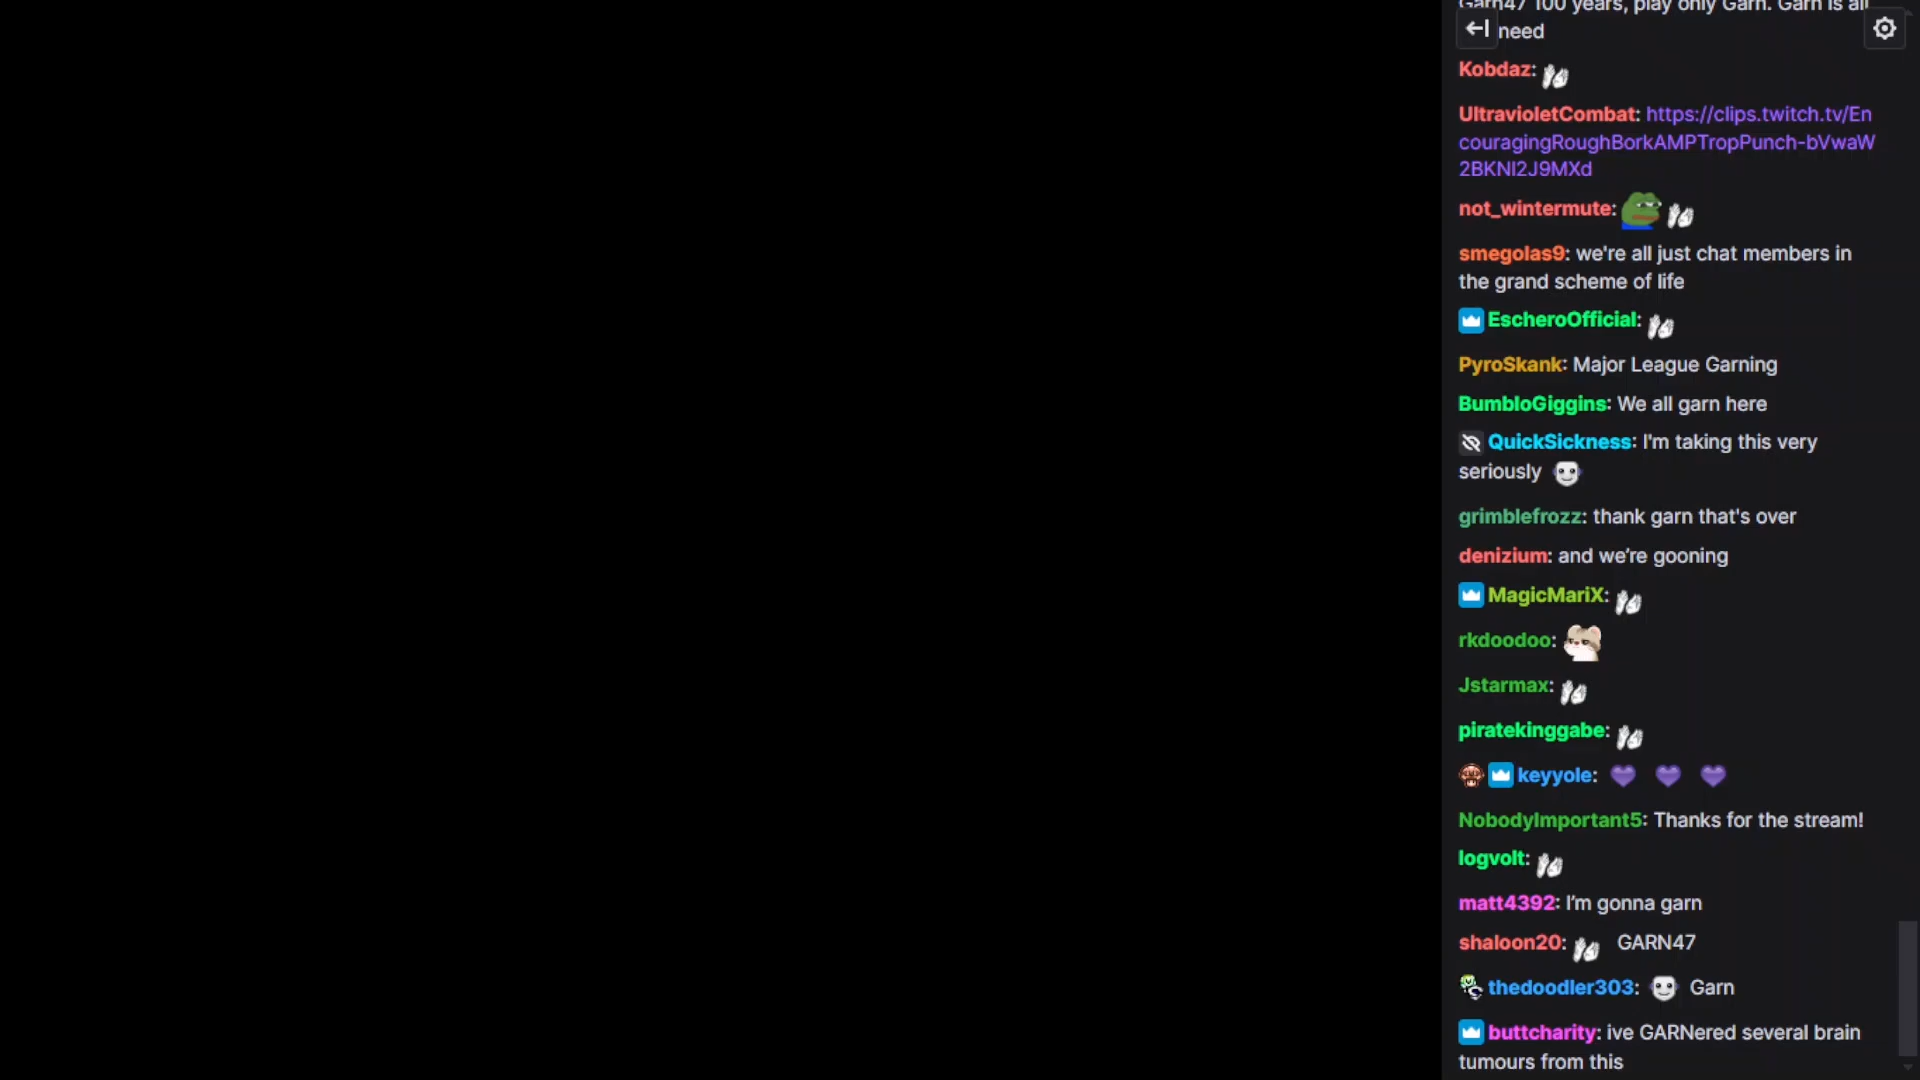 Garn47 100 years, play only Garn. Garn is all
need
Kobdaz:
UltravioletCombat: https://clips.twitch.tv/En
couragingRoughBorkAMPTropPunch-bVwaW
2BKNI2J9MXd
not_wintermute:
smegolas9: we're all just chat members in
the grand scheme of life
EscheroOfficial:
PyroSkank: Major League Garning
BumbloGiggins: We all garn here
QuickSickness: I'm taking this very
seriously
grimblefrozz: thank garn that's over
denizium: and we’re gooning
MagicMariX:
rkdoodoo:
Jstarmax:
piratekinggabe:
keyyole:
NobodyImportant5: Thanks for the stream!
logvolt:
matt4392: I’m gonna garn
shaloon20: GARN47
thedoodler303: Garn
buttcharity: ive GARNered several brain
tumours from this